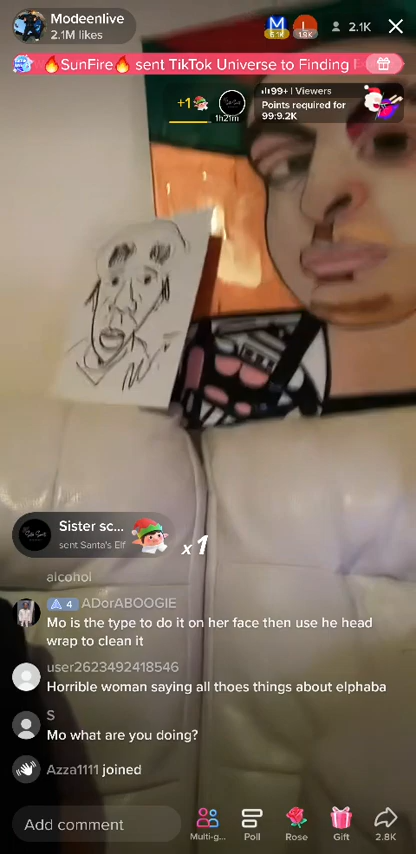 Modeenlive
2.1M likes
2.1K
🔥SunFire🔥 sent TikTok Universe to Finding
+1
1h21m
99+ | Viewers
Points required for
99:9.2K
Sister sc...
sent Santa's Elf
x1
alcohol
4 ADorABOOGIE
Mo is the type to do it on her face then use he head
wrap to clean it
user2623492418546
Horrible woman saying all thoes things about elphaba
S
Mo what are you doing?
Azza1111 joined
Add comment
Multi-g...
Poll
Rose
Gift
2.8K